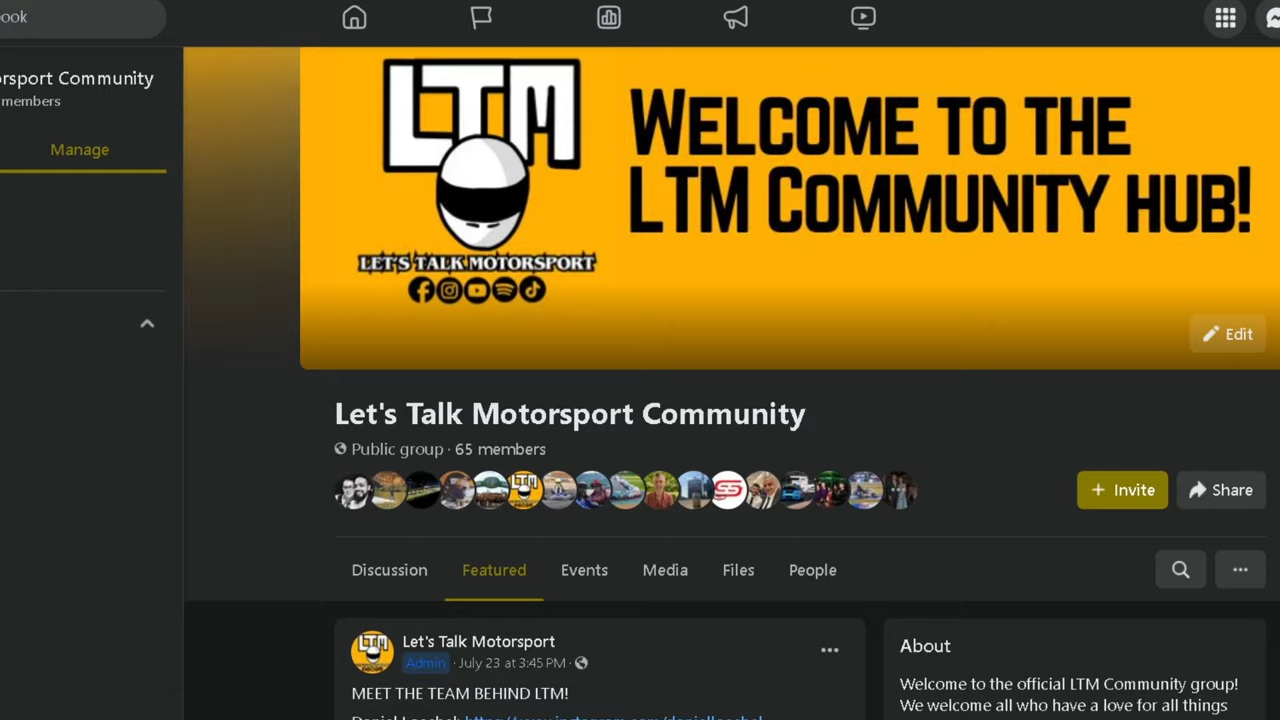 ook
rsport Community
members
Manage
LTM
LET'S TALK MOTORSPORT
WELCOME TO THE
LTM COMMUNITY HUB!
Edit
Let's Talk Motorsport Community
Public group · 65 members
+ Invite
Share
Discussion
Featured
Events
Media
Files
People
Let's Talk Motorsport
Admin · July 23 at 3:45 PM ·
MEET THE TEAM BEHIND LTM!
About
Welcome to the official LTM Community group!
We welcome all who have a love for all things